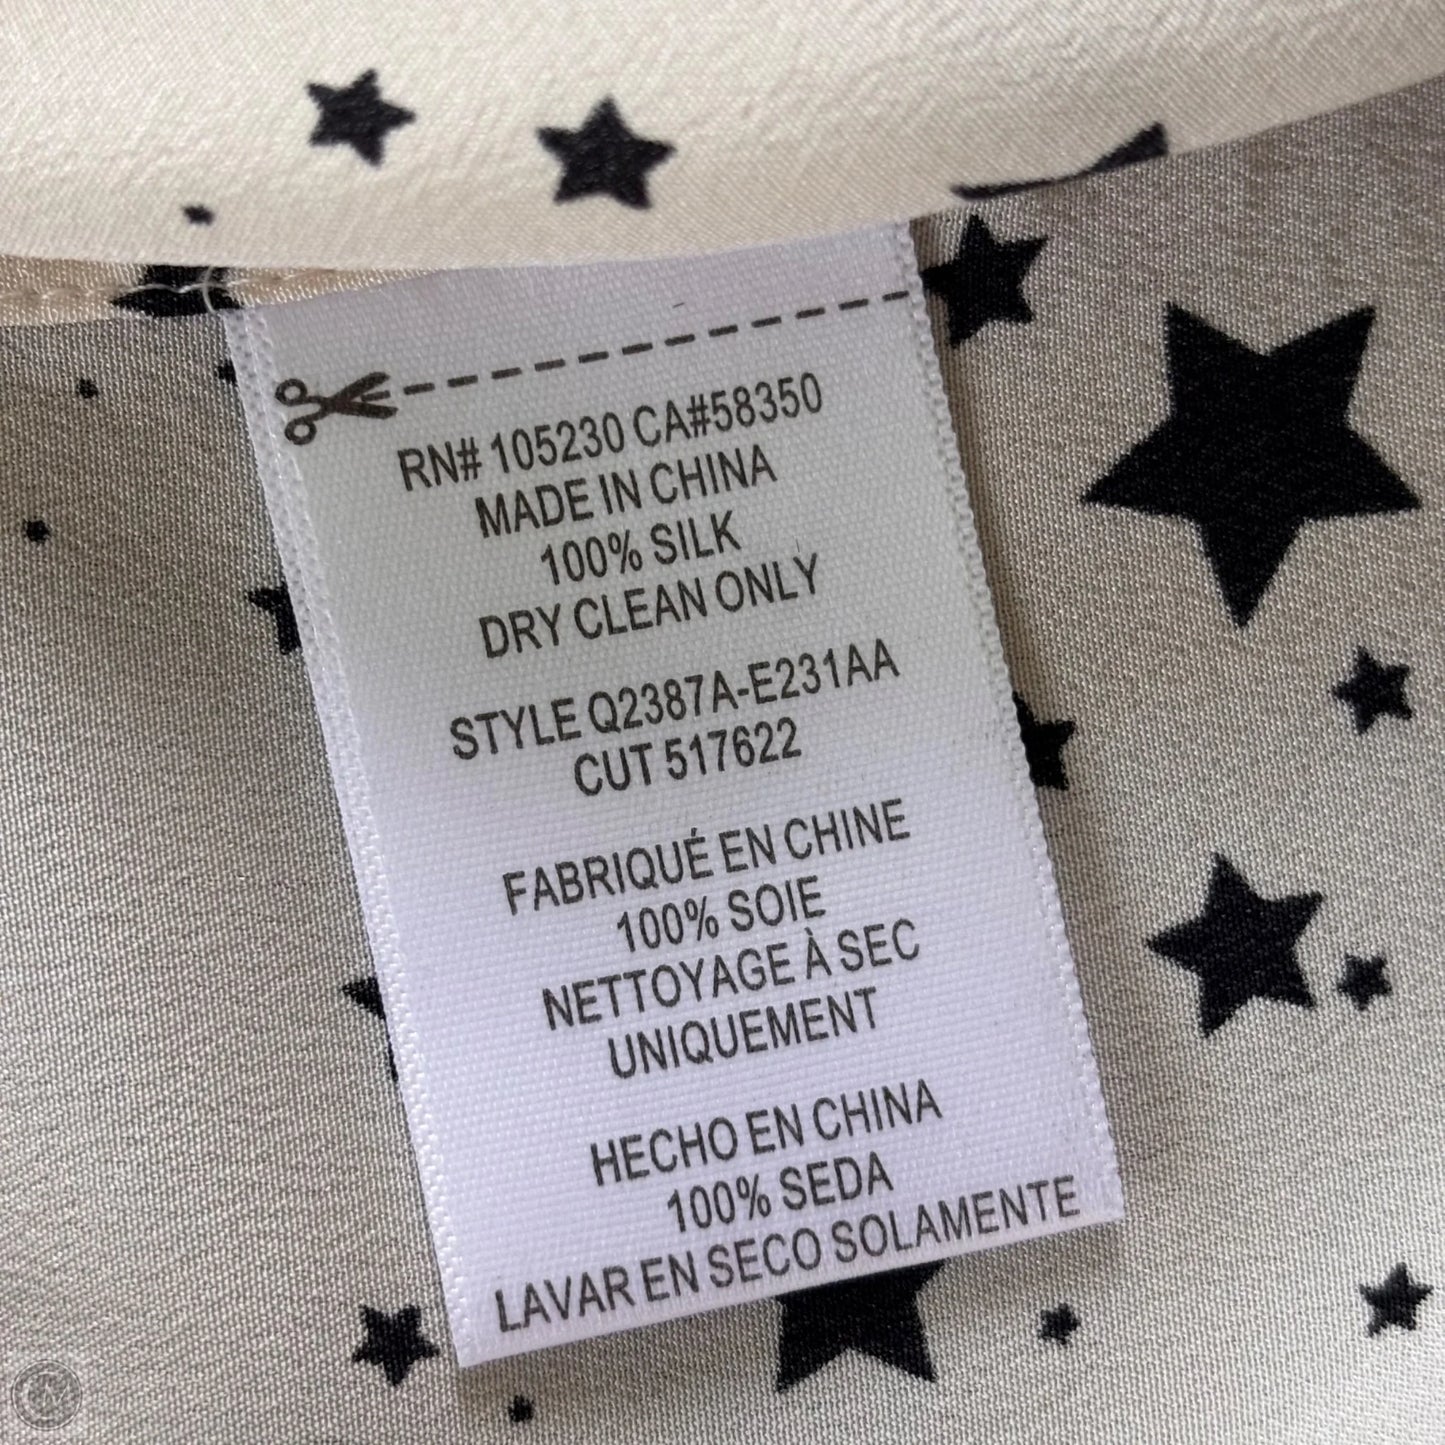 RN# 105230 CA#58350
MADE IN CHINA
100% SILK
DRY CLEAN ONLY
STYLE Q2387A-E231AA
CUT 517622
FABRIQUÉ EN CHINE
100% SOIE
NETTOYAGE À SEC
UNIQUEMENT
HECHO EN CHINA
100% SEDA
LAVAR EN SECO SOLAMENTE